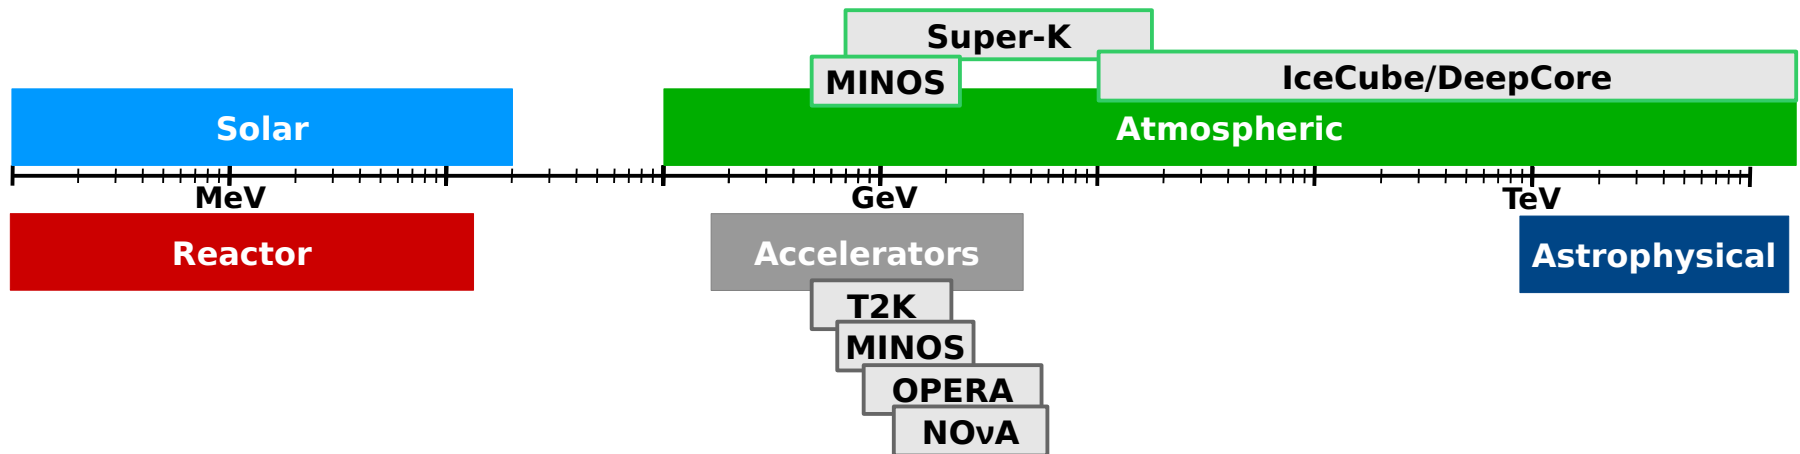 Super-K
MINOS
IceCube/DeepCore
Solar
Atmospheric
MeV
GeV
TeV
Reactor
Accelerators
Astrophysical
T2K
MINOS
OPERA
NOνA